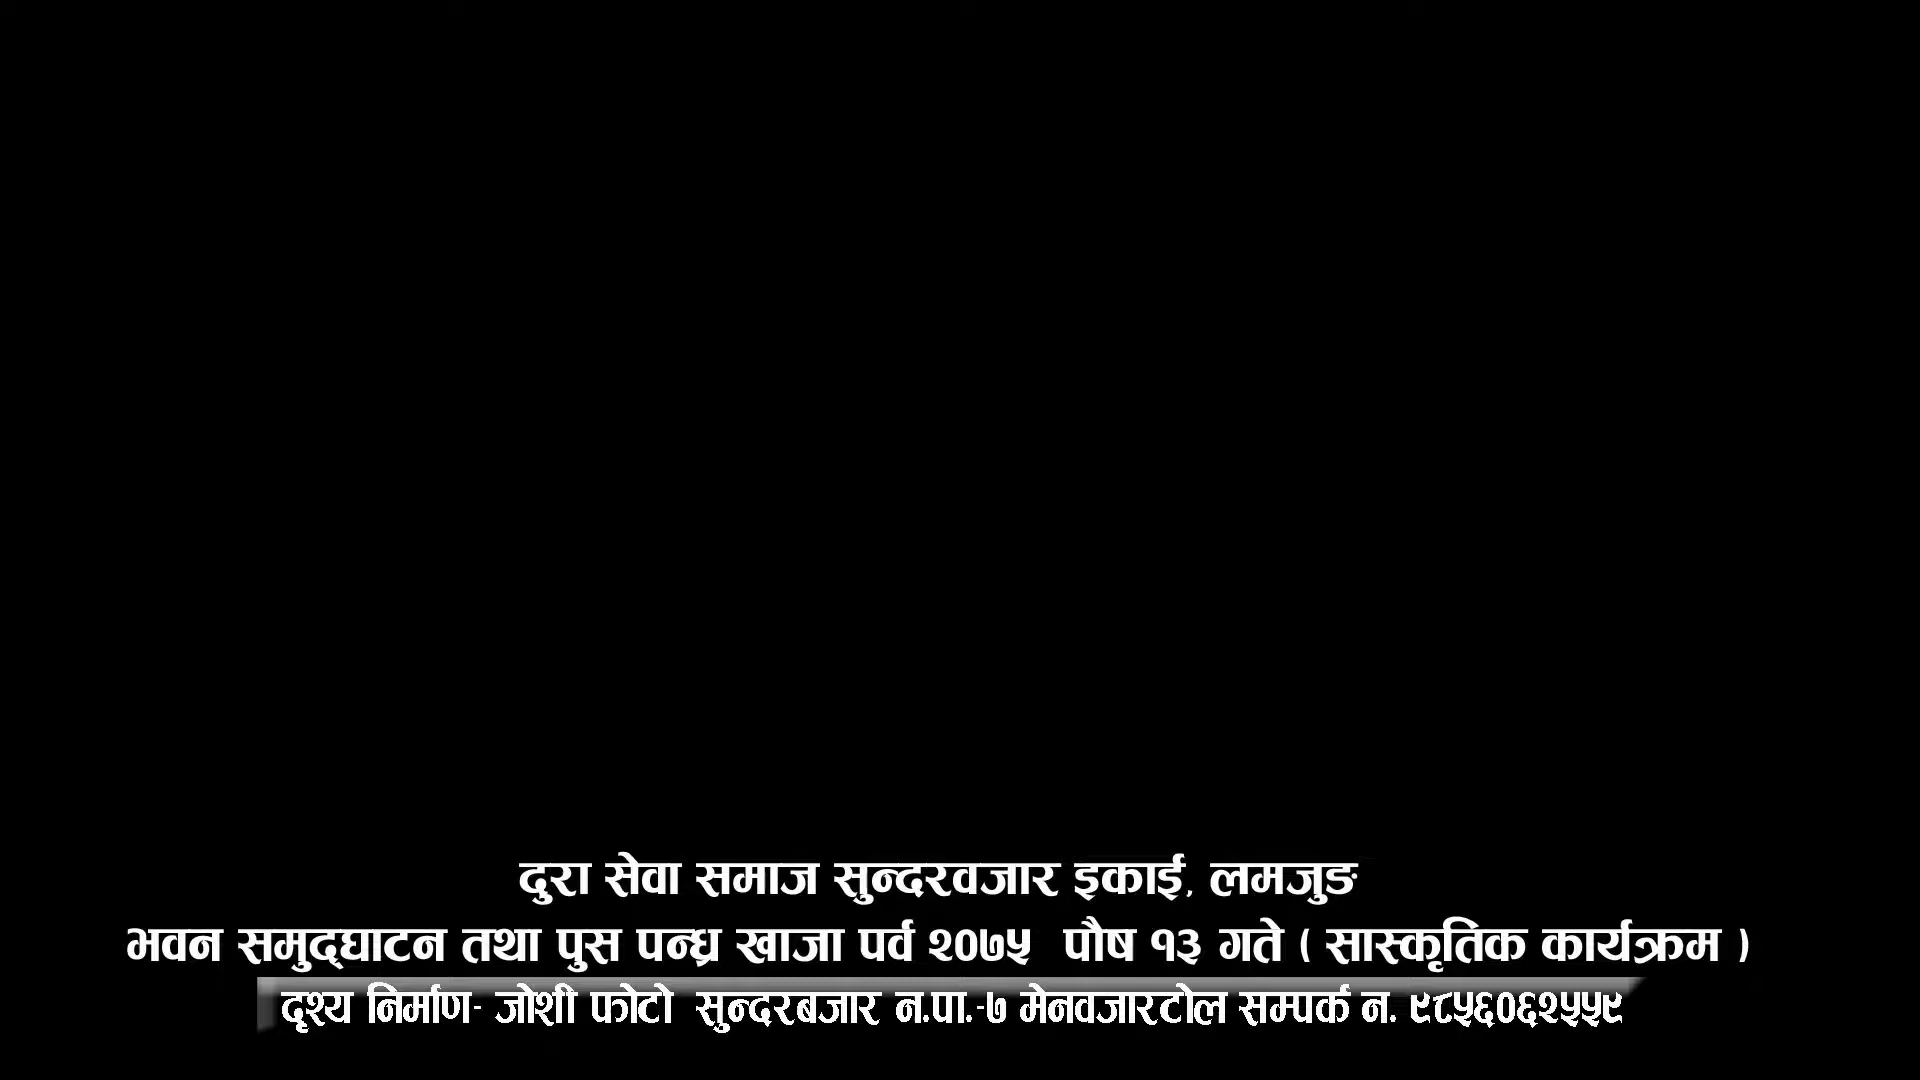 दुरा सेवा समाज सुन्दरवजार इकाई, लमजुङ
भवन समुद्घाटन तथा पुस पन्ध्र खाजा पर्व २०७५ पौष १३ गते ( सास्कृतिक कार्यक्रम )
दृश्य निर्माण- जोशी फोटो सुन्दरबजार न.पा.-७ मेनवजारटोल सम्पर्क न. ९८५६०६२५५९